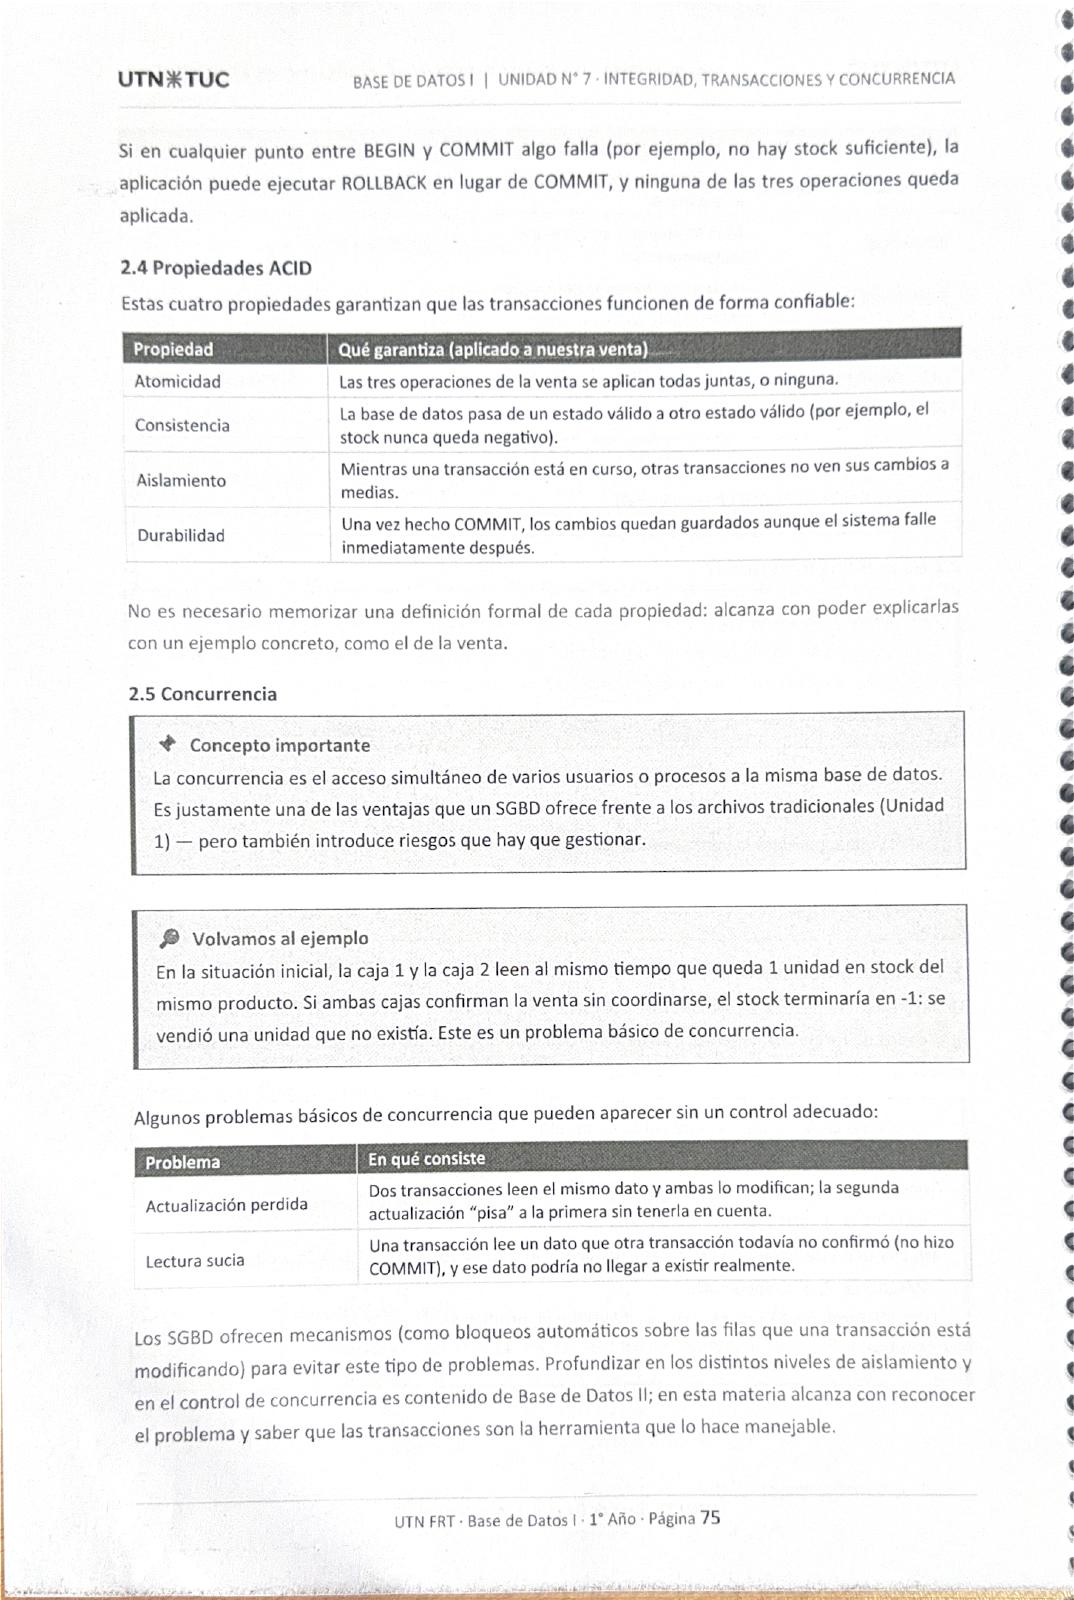 UTN TUC
BASE DE DATOS I | UNIDAD N° 7 · INTEGRIDAD, TRANSACCIONES Y CONCURRENCIA
Si en cualquier punto entre BEGIN y COMMIT algo falla (por ejemplo, no hay stock suficiente), la
aplicación puede ejecutar ROLLBACK en lugar de COMMIT, y ninguna de las tres operaciones queda
aplicada.
2.4 Propiedades ACID
Estas cuatro propiedades garantizan que las transacciones funcionen de forma confiable:
Propiedad
Qué garantiza (aplicado a nuestra venta)
Atomicidad
Las tres operaciones de la venta se aplican todas juntas, o ninguna.
Consistencia
La base de datos pasa de un estado válido a otro estado válido (por ejemplo, el
stock nunca queda negativo).
Aislamiento
Mientras una transacción está en curso, otras transacciones no ven sus cambios a
medias.
Durabilidad
Una vez hecho COMMIT, los cambios quedan guardados aunque el sistema falle
inmediatamente después.
No es necesario memorizar una definición formal de cada propiedad: alcanza con poder explicarlas
con un ejemplo concreto, como el de la venta.
2.5 Concurrencia
Concepto importante
La concurrencia es el acceso simultáneo de varios usuarios o procesos a la misma base de datos.
Es justamente una de las ventajas que un SGBD ofrece frente a los archivos tradicionales (Unidad
1) — pero también introduce riesgos que hay que gestionar.
Volvamos al ejemplo
En la situación inicial, la caja 1 y la caja 2 leen al mismo tiempo que queda 1 unidad en stock del
mismo producto. Si ambas cajas confirman la venta sin coordinarse, el stock terminaría en -1: se
vendió una unidad que no existía. Este es un problema básico de concurrencia.
Algunos problemas básicos de concurrencia que pueden aparecer sin un control adecuado:
Problema
En qué consiste
Actualización perdida
Dos transacciones leen el mismo dato y ambas lo modifican; la segunda
actualización “pisa” a la primera sin tenerla en cuenta.
Lectura sucia
Una transacción lee un dato que otra transacción todavía no confirmó (no hizo
COMMIT), y ese dato podría no llegar a existir realmente.
Los SGBD ofrecen mecanismos (como bloqueos automáticos sobre las filas que una transacción está
modificando) para evitar este tipo de problemas. Profundizar en los distintos niveles de aislamiento y
en el control de concurrencia es contenido de Base de Datos II; en esta materia alcanza con reconocer
el problema y saber que las transacciones son la herramienta que lo hace manejable.
UTN FRT · Base de Datos I · 1° Año · Página 75